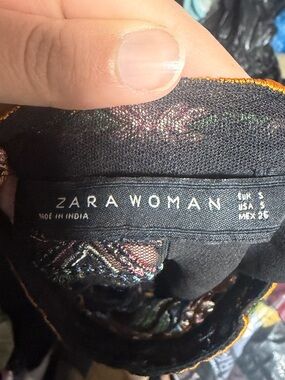 ZARA WOMAN
MADE IN INDIA
EUR S
USA S
MEX 26